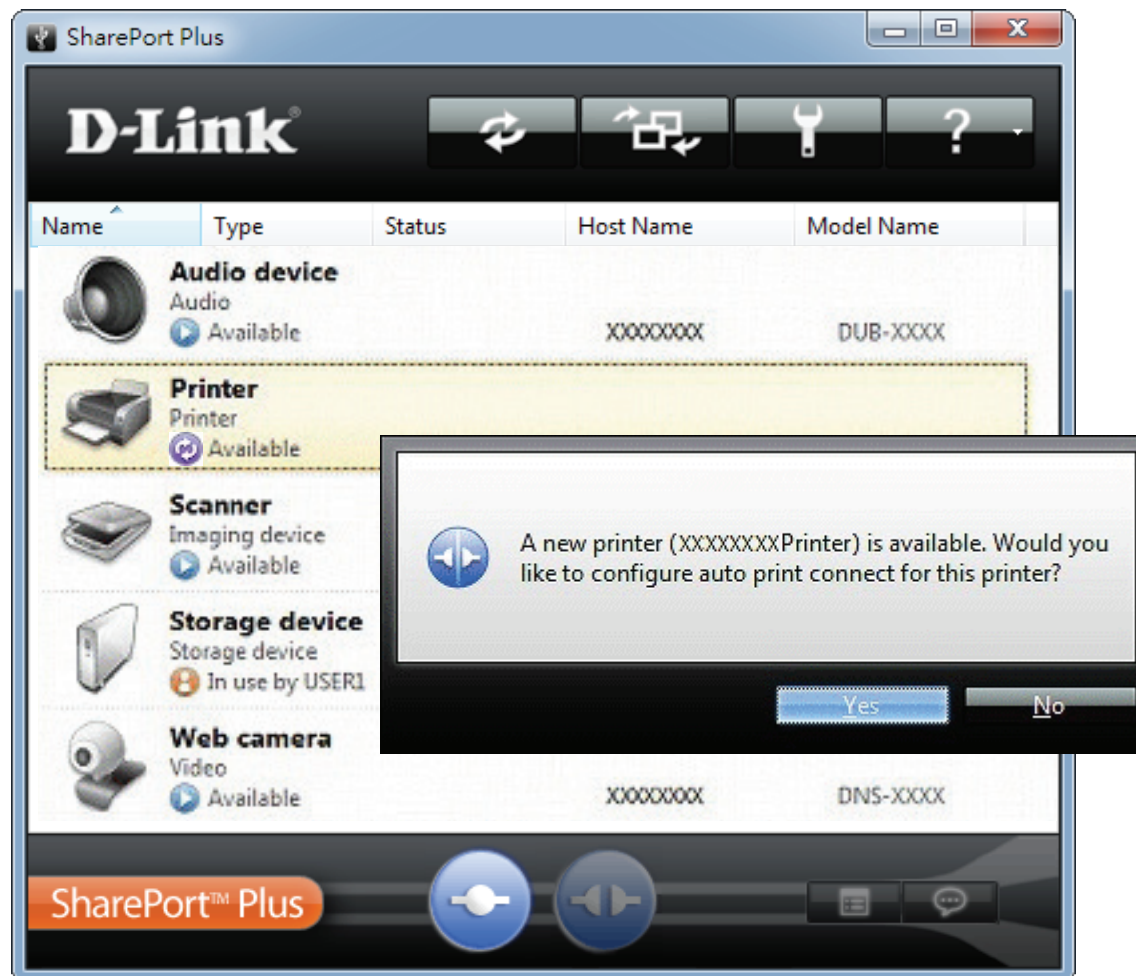 SharePort Plus
D-Link®
?
Name Type Status Host Name Model Name
Audio device
Audio
Available XXXXXXXX DUB-XXXX
Printer
Printer
Available
Scanner
Imaging device
Available
Storage device
Storage device
In use by USER1
Web camera
Video
Available XXXXXXXX DNS-XXXX
A new printer (XXXXXXXXPrinter) is available. Would you
like to configure auto print connect for this printer?
Yes No
SharePort™ Plus